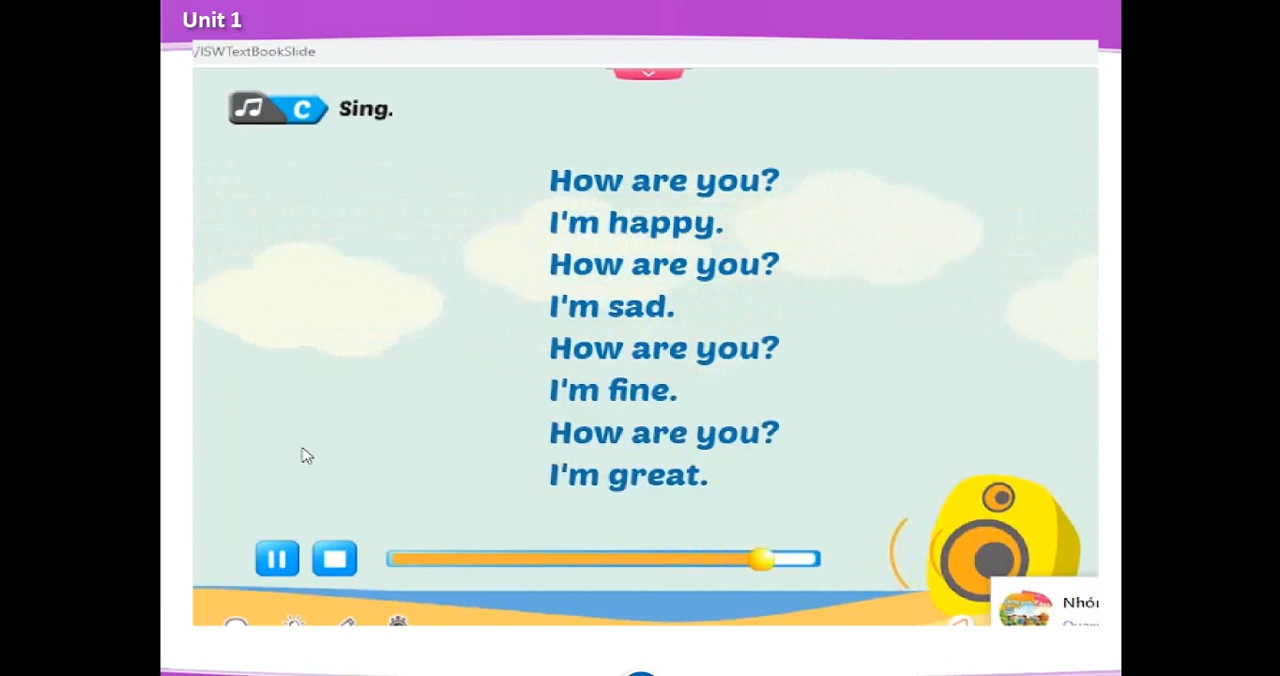 Unit 1
/ISWTextBookSlide
C Sing.
How are you?
I'm happy.
How are you?
I'm sad.
How are you?
I'm fine.
How are you?
I'm great.